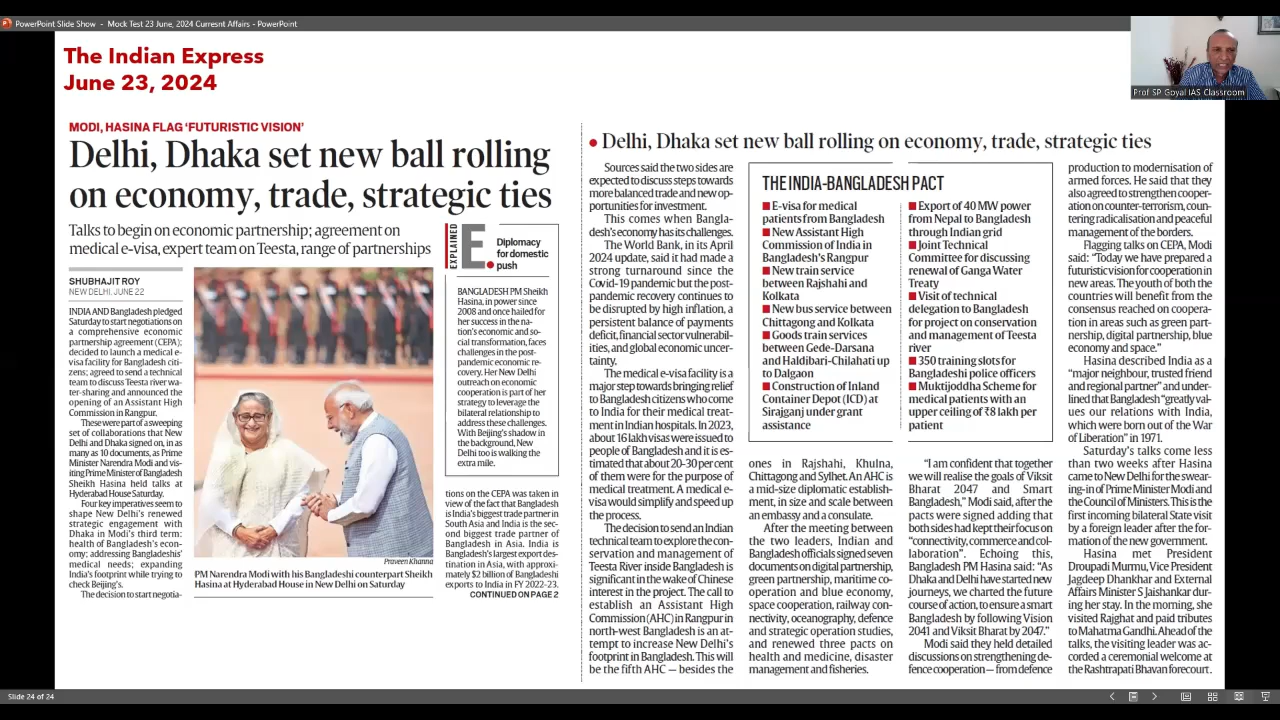 PowerPoint Slide Show - Mock Test 23 June, 2024 Curresnt Affairs - PowerPoint
Prof SP Goyal IAS Classroom
The Indian Express
June 23, 2024
MODI, HASINA FLAG ‘FUTURISTIC VISION’
Delhi, Dhaka set new ball rolling
on economy, trade, strategic ties
Talks to begin on economic partnership; agreement on
medical e-visa, expert team on Teesta, range of partnerships
SHUBHAJIT ROY
NEW DELHI, JUNE 22
INDIA AND Bangladesh pledged
Saturday to start negotiations on
a comprehensive economic
partnership agreement (CEPA);
decided to launch a medical e-
visa facility for Bangladesh citi-
zens; agreed to send a technical
team to discuss Teesta river wa-
ter-sharing and announced the
opening of an Assistant High
Commission in Rangpur.
These were part of a sweeping
set of collaborations that New
Delhi and Dhaka signed on, in as
many as 10 documents, as Prime
Minister Narendra Modi and vis-
iting Prime Minister of Bangladesh
Sheikh Hasina held talks at
Hyderabad House Saturday.
Four key imperatives seem to
shape New Delhi's renewed
strategic engagement with
Dhaka in Modi's third term:
health of Bangladesh's econ-
omy; addressing Bangladeshis'
medical needs; expanding
India's footprint while trying to
check Beijing's.
The decision to start negotia-
Praveen Khanna
PM Narendra Modi with his Bangladeshi counterpart Sheikh
Hasina at Hyderabad House in New Delhi on Saturday
EXPLAINED
E.
Diplomacy
for domestic
push
BANGLADESH PM Sheikh
Hasina, in power since
2008 and once hailed for
her success in the na-
tion's economic and so-
cial transformation, faces
challenges in the post-
pandemic economic re-
covery. Her New Delhi
outreach on economic
cooperation is part of her
strategy to leverage the
bilateral relationship to
address these challenges.
With Beijing's shadow in
the background, New
Delhi too is walking the
extra mile.
tions on the CEPA was taken in
view of the fact that Bangladesh
is India's biggest trade partner in
South Asia and India is the sec-
ond biggest trade partner of
Bangladesh in Asia. India is
Bangladesh's largest export des-
tination in Asia, with approxi-
mately $2 billion of Bangladeshi
exports to India in FY 2022-23.
CONTINUED ON PAGE 2
• Delhi, Dhaka set new ball rolling on economy, trade, strategic ties
Sources said the two sides are
expected to discuss steps towards
more balanced trade and new op-
portunities for investment.
This comes when Bangla-
desh's economy has its challenges.
The World Bank, in its April
2024 update, said it had made a
strong turnaround since the
Covid-19 pandemic but the post-
pandemic recovery continues to
be disrupted by high inflation, a
persistent balance of payments
deficit, financial sector vulnerabil-
ities, and global economic uncer-
tainty.
The medical e-visa facility is a
major step towards bringing relief
to Bangladesh citizens who come
to India for their medical treat-
ment in Indian hospitals. In 2023,
about 16 lakh visas were issued to
people of Bangladesh and it is es-
timated that about 20-30 per cent
of them were for the purpose of
medical treatment. A medical e-
visa would simplify and speed up
the process.
The decision to send an Indian
technical team to explore the con-
servation and management of
Teesta River inside Bangladesh is
significant in the wake of Chinese
interest in the project. The call to
establish an Assistant High
Commission (AHC) in Rangpur in
north-west Bangladesh is an at-
tempt to increase New Delhi's
footprint in Bangladesh. This will
be the fifth AHC — besides the
THE INDIA-BANGLADESH PACT
■ E-visa for medical
patients from Bangladesh
■ New Assistant High
Commission of India in
Bangladesh's Rangpur
■ New train service
between Rajshahi and
Kolkata
■ New bus service between
Chittagong and Kolkata
■ Goods train services
between Gede-Darsana
and Haldibari-Chilahati up
to Dalgaon
■ Construction of Inland
Container Depot (ICD) at
Sirajganj under grant
assistance
■ Export of 40 MW power
from Nepal to Bangladesh
through Indian grid
■ Joint Technical
Committee for discussing
renewal of Ganga Water
Treaty
■ Visit of technical
delegation to Bangladesh
for project on conservation
and management of Teesta
river
■ 350 training slots for
Bangladeshi police officers
■ Muktijoddha Scheme for
medical patients with an
upper ceiling of ₹8 lakh per
patient
ones in Rajshahi, Khulna,
Chittagong and Sylhet. An AHC is
a mid-size diplomatic establish-
ment, in size and scale between
an embassy and a consulate.
After the meeting between
the two leaders, Indian and
Bangladesh officials signed seven
documents on digital partnership,
green partnership, maritime co-
operation and blue economy,
space cooperation, railway con-
nectivity, oceanography, defence
and strategic operation studies,
and renewed three pacts on
health and medicine, disaster
management and fisheries.
“I am confident that together
we will realise the goals of Viksit
Bharat 2047 and Smart
Bangladesh,” Modi said, after the
pacts were signed adding that
both sides had kept their focus on
“connectivity, commerce and col-
laboration”. Echoing this,
Bangladesh PM Hasina said: “As
Dhaka and Delhi have started new
journeys, we charted the future
course of action, to ensure a smart
Bangladesh by following Vision
2041 and Viksit Bharat by 2047.”
Modi said they held detailed
discussions on strengthening de-
fence cooperation — from defence
production to modernisation of
armed forces. He said that they
also agreed to strengthen cooper-
ation on counter-terrorism, coun-
tering radicalisation and peaceful
management of the borders.
Flagging talks on CEPA, Modi
said: “Today we have prepared a
futuristic vision for cooperation in
new areas. The youth of both the
countries will benefit from the
consensus reached on coopera-
tion in areas such as green part-
nership, digital partnership, blue
economy and space.”
Hasina described India as a
“major neighbour, trusted friend
and regional partner” and under-
lined that Bangladesh “greatly val-
ues our relations with India,
which were born out of the War
of Liberation” in 1971.
Saturday's talks come less
than two weeks after Hasina
came to New Delhi for the swear-
ing-in of Prime Minister Modi and
the Council of Ministers. This is the
first incoming bilateral State visit
by a foreign leader after the for-
mation of the new government.
Hasina met President
Droupadi Murmu, Vice President
Jagdeep Dhankhar and External
Affairs Minister S Jaishankar dur-
ing her stay. In the morning, she
visited Rajghat and paid tributes
to Mahatma Gandhi. Ahead of the
talks, the visiting leader was ac-
corded a ceremonial welcome at
the Rashtrapati Bhavan forecourt.
Slide 24 of 24